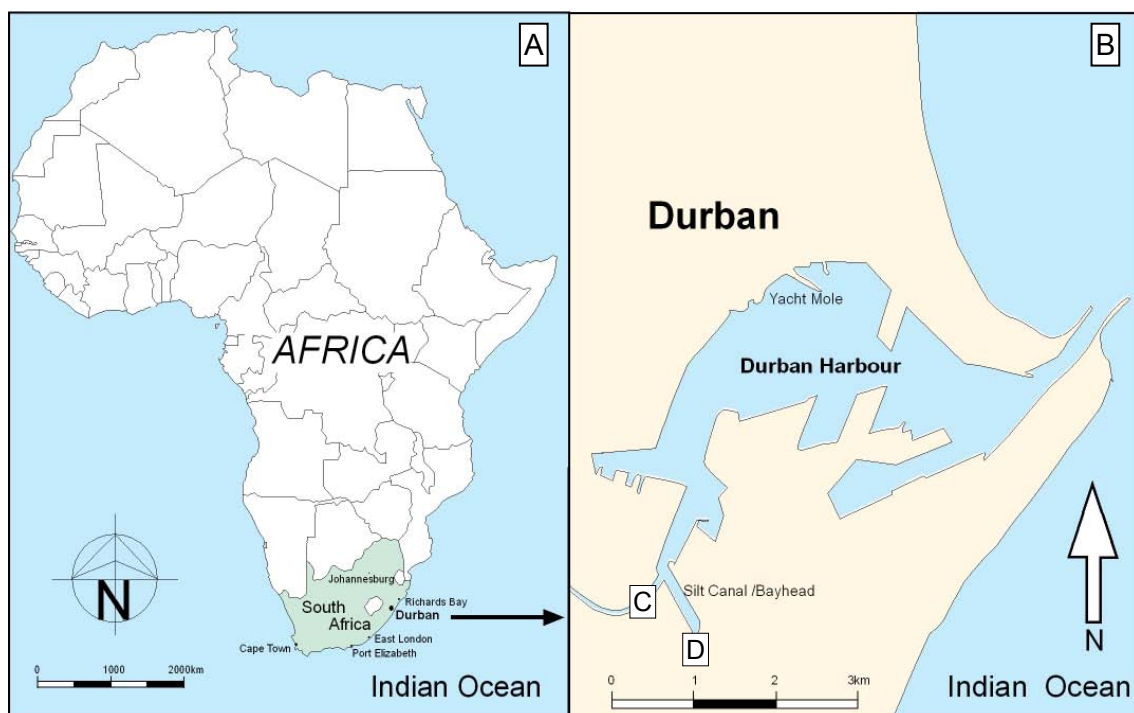 A
AFRICA
Johannesburg
South
Africa
Richards Bay
Durban
East London
Port Elizabeth
Cape Town
N
0 1000 2000km
Indian Ocean
B
Durban
Yacht Mole
Durban Harbour
Silt Canal /Bayhead
C
D
N
0 1 2 3km
Indian Ocean